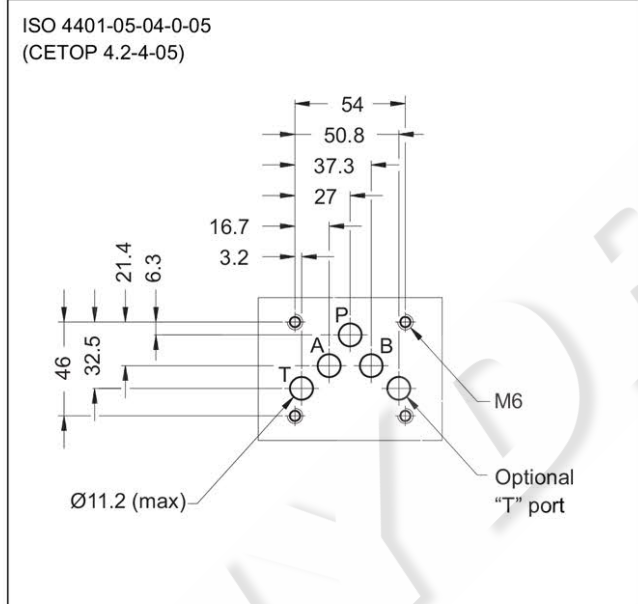 ISO 4401-05-04-0-05
(CETOP 4.2-4-05)
54
50.8
37.3
27
16.7
3.2
21.4
6.3
46
32.5
P
A
B
T
M6
Ø11.2 (max)
Optional
“T” port